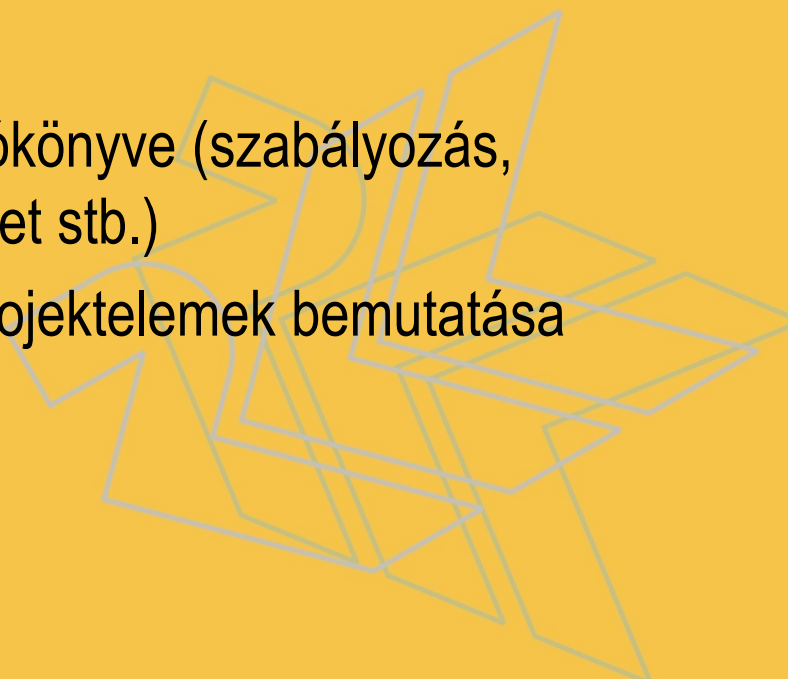 ókönyve (szabályozás,
et stb.)
ojektelemek bemutatása